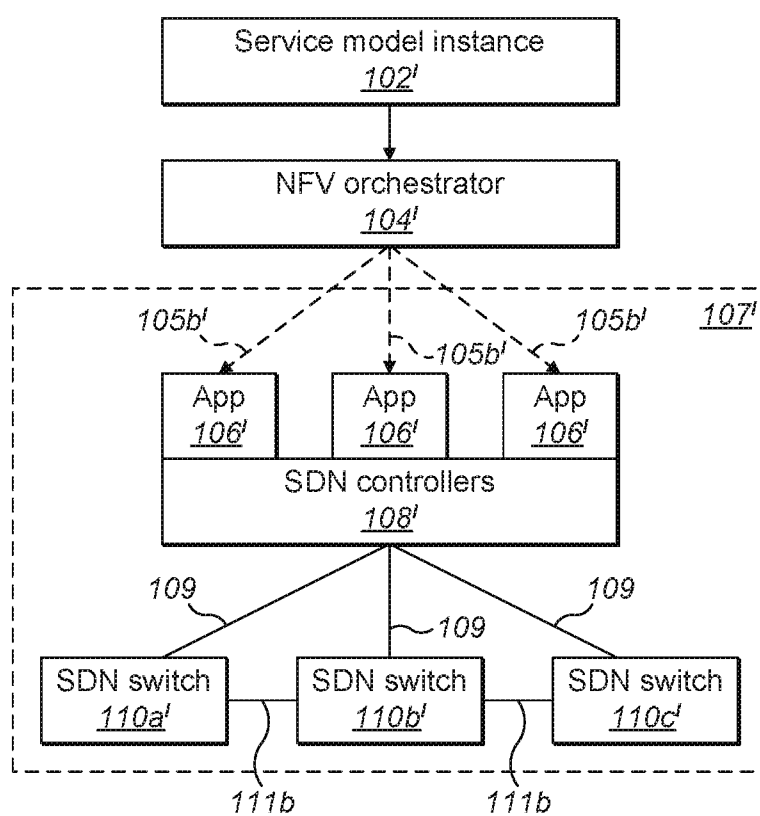 Service model instance
102'
NFV orchestrator
104'
107'
105b'
105b'
105b'
App
106'
App
106'
App
106'
SDN controllers
108'
109
109
109
SDN switch
110a'
SDN switch
110b'
SDN switch
110c'
111b
111b